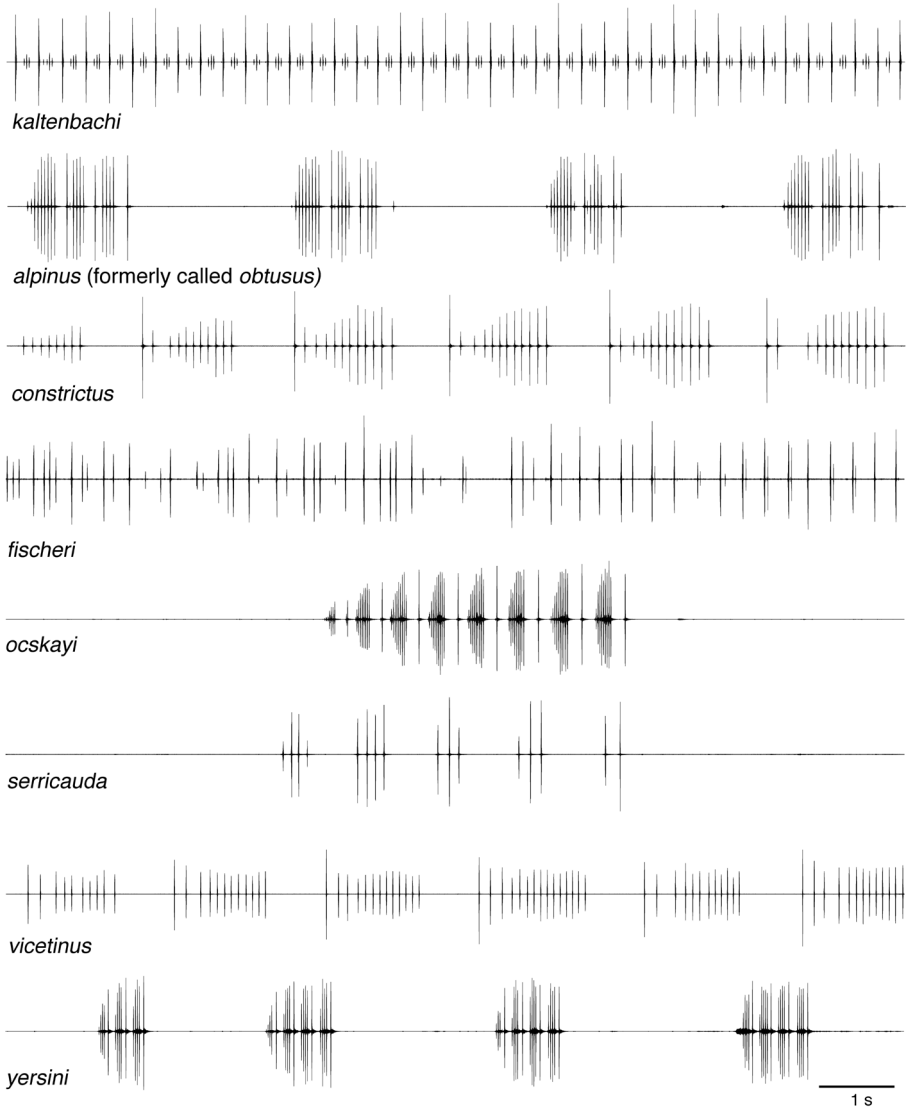 kaltenbachi
alpinus (formerly called obtusus)
constrictus
fischeri
ocskayi
serricauda
vicetinus
yersini
1 s